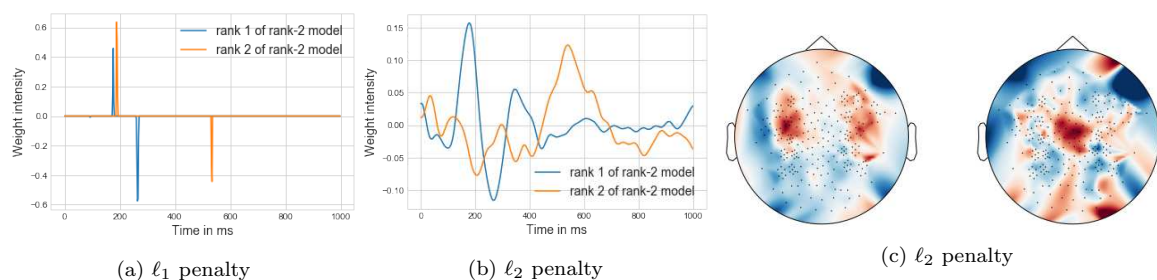 0.6
0.4
0.2
0.0
−0.2
−0.4
−0.6
Weight intensity
rank 1 of rank-2 model
rank 2 of rank-2 model
0
200
400
600
800
1000
Time in ms
(a) ℓ₁ penalty
0.15
0.10
0.05
0.00
−0.05
−0.10
Weight intensity
rank 1 of rank-2 model
rank 2 of rank-2 model
0
200
400
600
800
1000
Time in ms
(b) ℓ₂ penalty
(c) ℓ₂ penalty